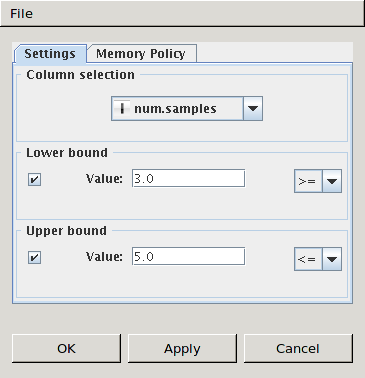 File
Settings Memory Policy
Column selection
I num.samples
Lower bound
Value: 3.0 >=
Upper bound
Value: 5.0 <=
OK Apply Cancel